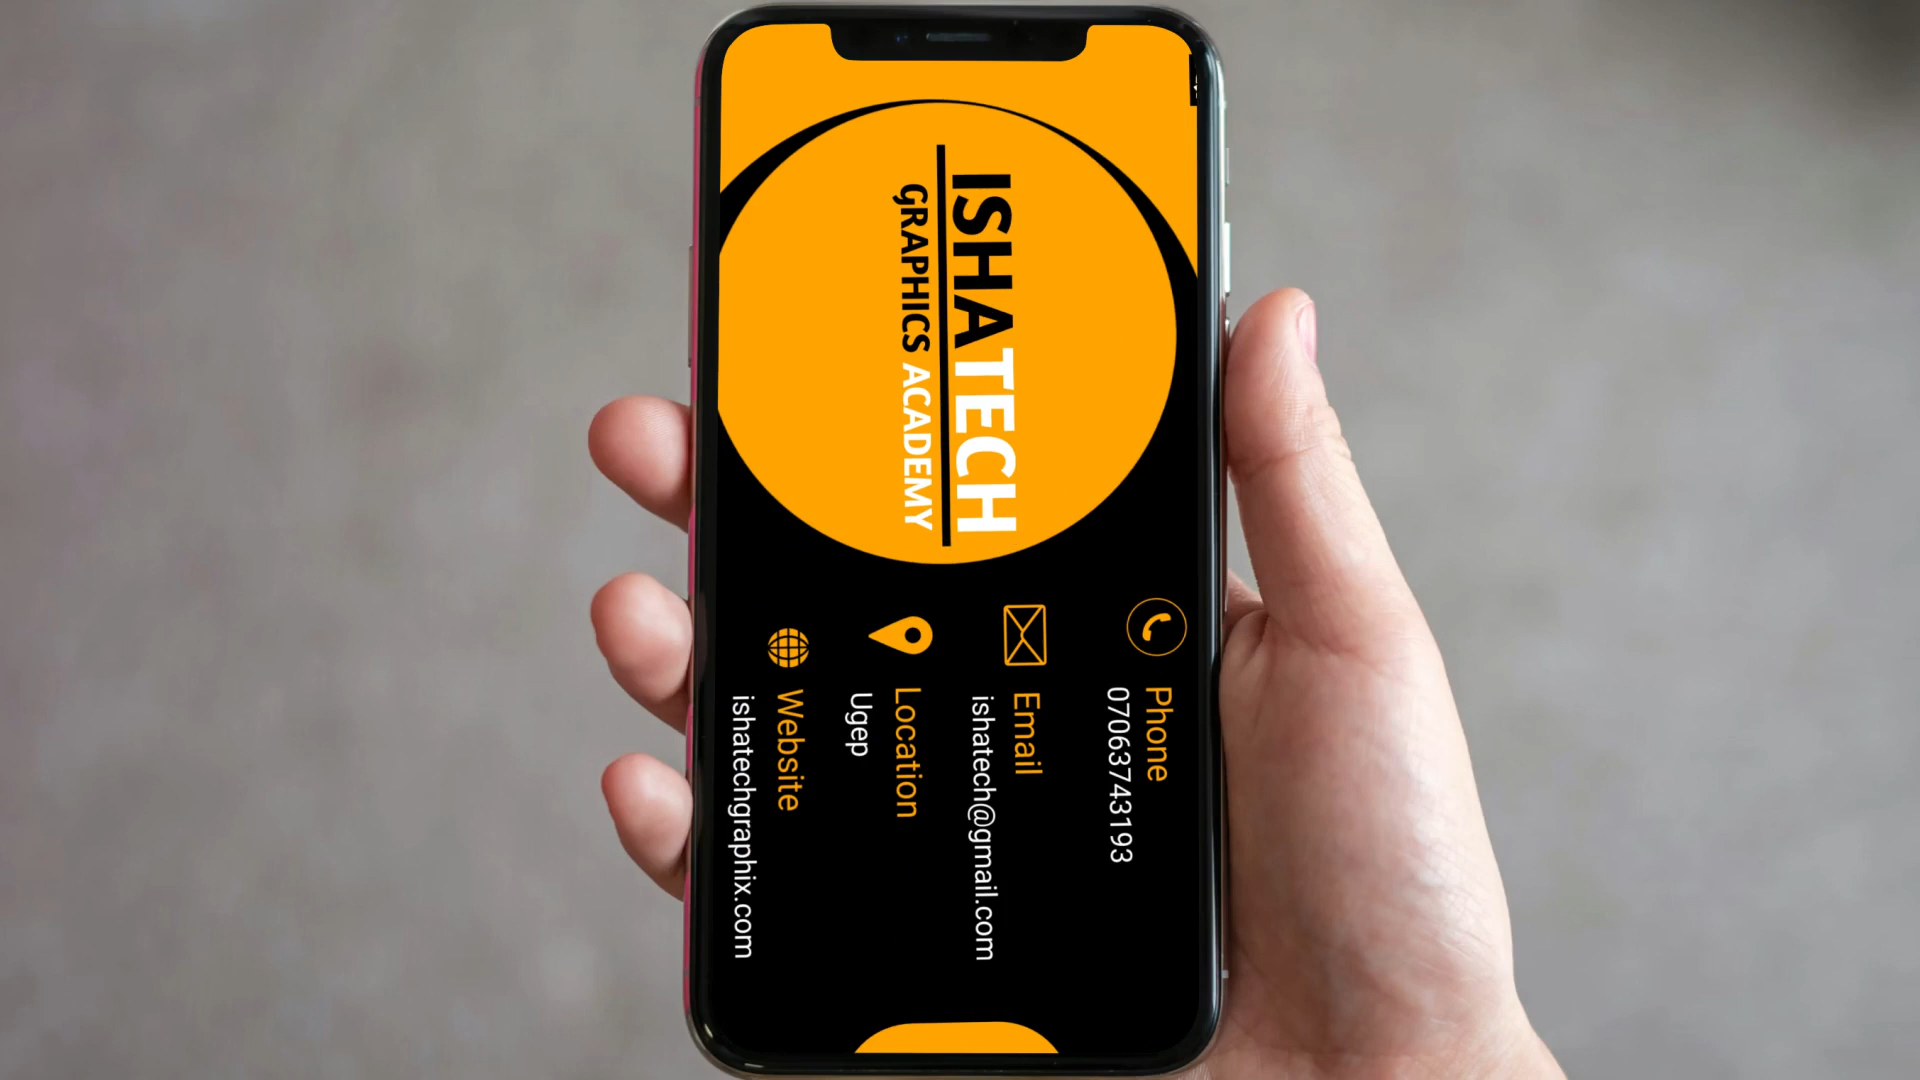 ISHATECH
GRAPHICS ACADEMY
Phone
07063743193
Email
ishatech@gmail.com
Location
Ugep
Website
ishatechgraphix.com